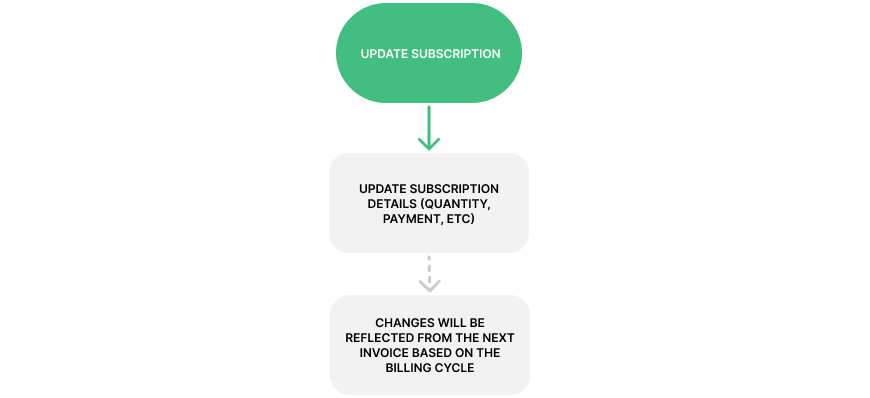 UPDATE SUBSCRIPTION
UPDATE SUBSCRIPTION
DETAILS (QUANTITY,
PAYMENT, ETC)
CHANGES WILL BE
REFLECTED FROM THE NEXT
INVOICE BASED ON THE
BILLING CYCLE